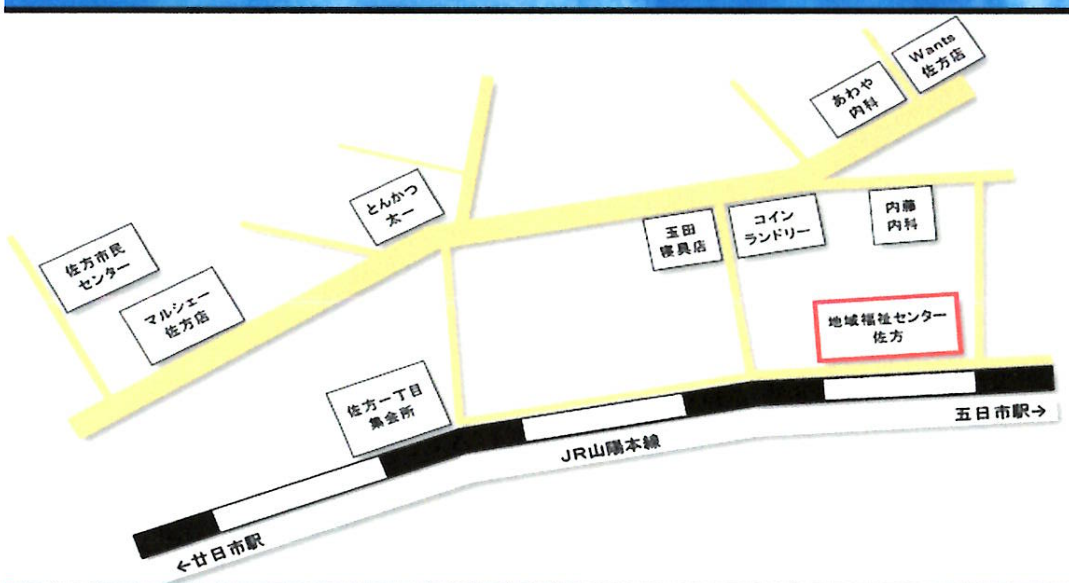 Wants
佐方店
あわや
内科
とんかつ
太一
佐方市民
センター
マルシェー
佐方店
玉田
寝具店
コイン
ランドリー
内藤
内科
地域福祉センター
佐方
佐方一丁目
集会所
五日市駅→
JR山陽本線
←廿日市駅